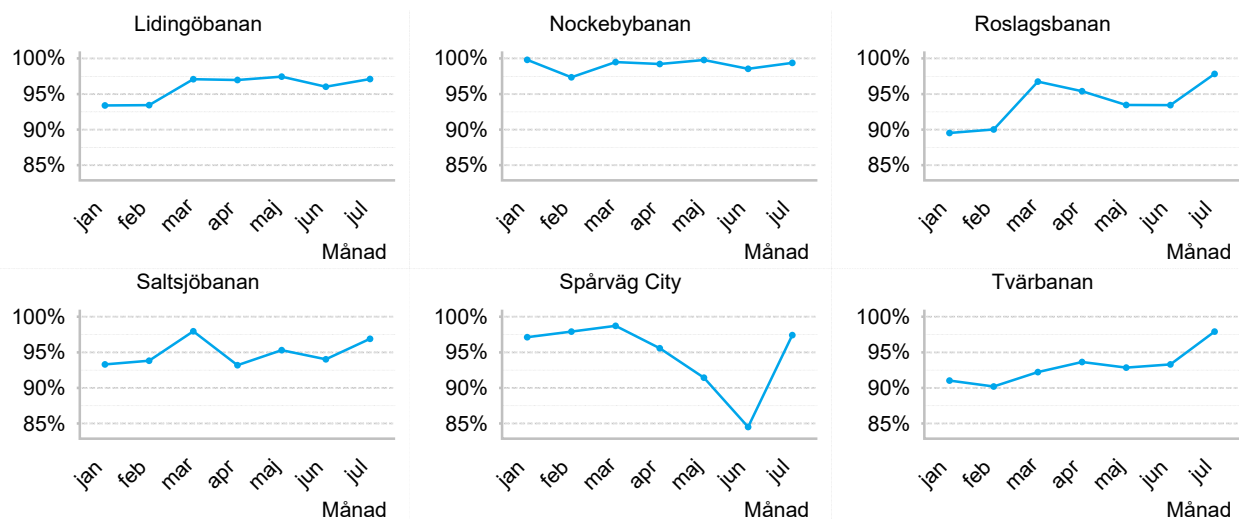 Lidingöbanan
100%
95%
90%
85%
jan feb mar apr maj jun jul
Månad
Nockebybanan
100%
95%
90%
85%
jan feb mar apr maj jun jul
Månad
Roslagsbanan
100%
95%
90%
85%
jan feb mar apr maj jun jul
Månad
Saltsjöbanan
100%
95%
90%
85%
jan feb mar apr maj jun jul
Månad
Spårväg City
100%
95%
90%
85%
jan feb mar apr maj jun jul
Månad
Tvärbanan
100%
95%
90%
85%
jan feb mar apr maj jun jul
Månad